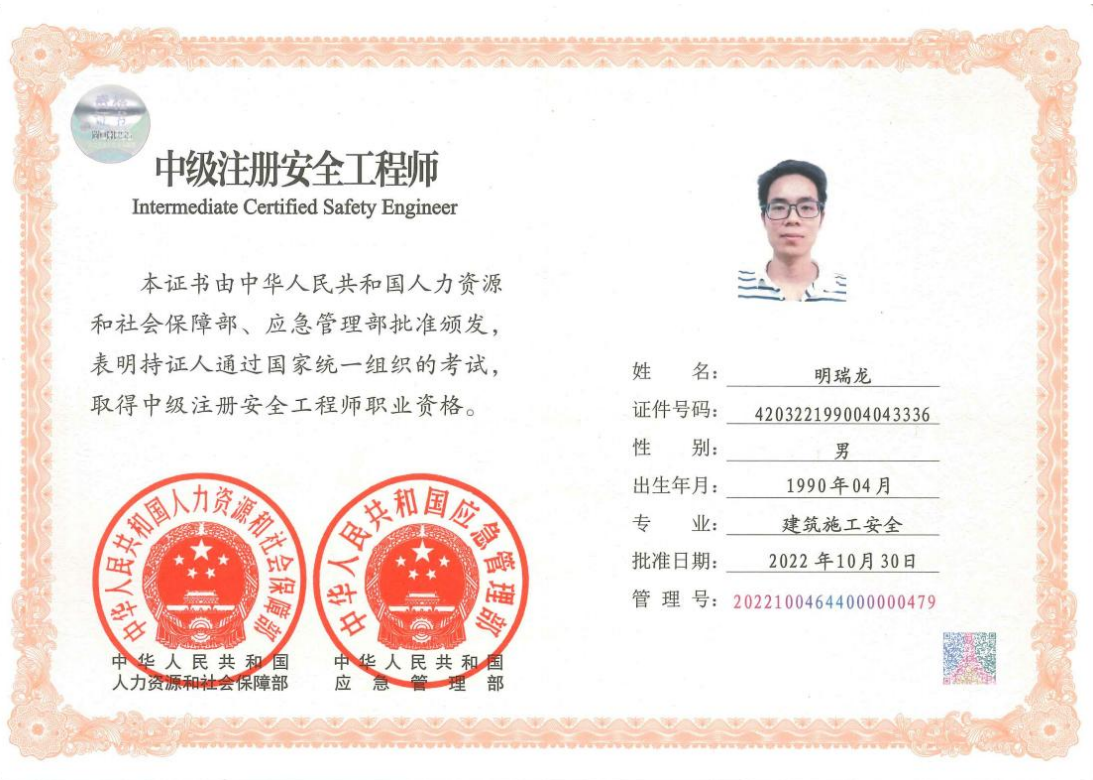 中级注册安全工程师
Intermediate Certified Safety Engineer
本证书由中华人民共和国人力资源
和社会保障部、应急管理部批准颁发，
表明持证人通过国家统一组织的考试，
取得中级注册安全工程师职业资格。
中华人民共和国人力资源和社会保障部
中华人民共和国应急管理部
中华人民共和国
人力资源和社会保障部
中华人民共和国
应急管理部
姓名：明瑞龙
证件号码：420322199004043336
性别：男
出生年月：1990年04月
专业：建筑施工安全
批准日期：2022年10月30日
管理号：20221004644000000479